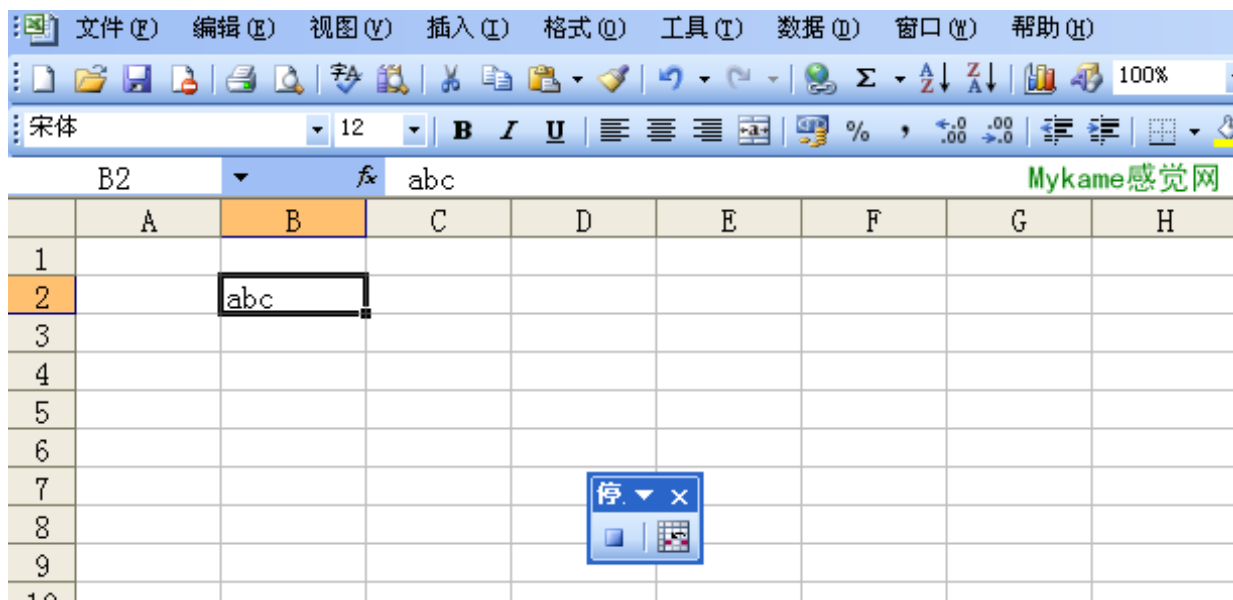 文件(F) 编辑(E) 视图(V) 插入(I) 格式(O) 工具(T) 数据(D) 窗口(W) 帮助(H)
100%
宋体 12 B I U % ,
B2 fx abc Mykame感觉网
A B C D E F G H
1
2 abc
3
4
5
6
7
停.
8
9
10